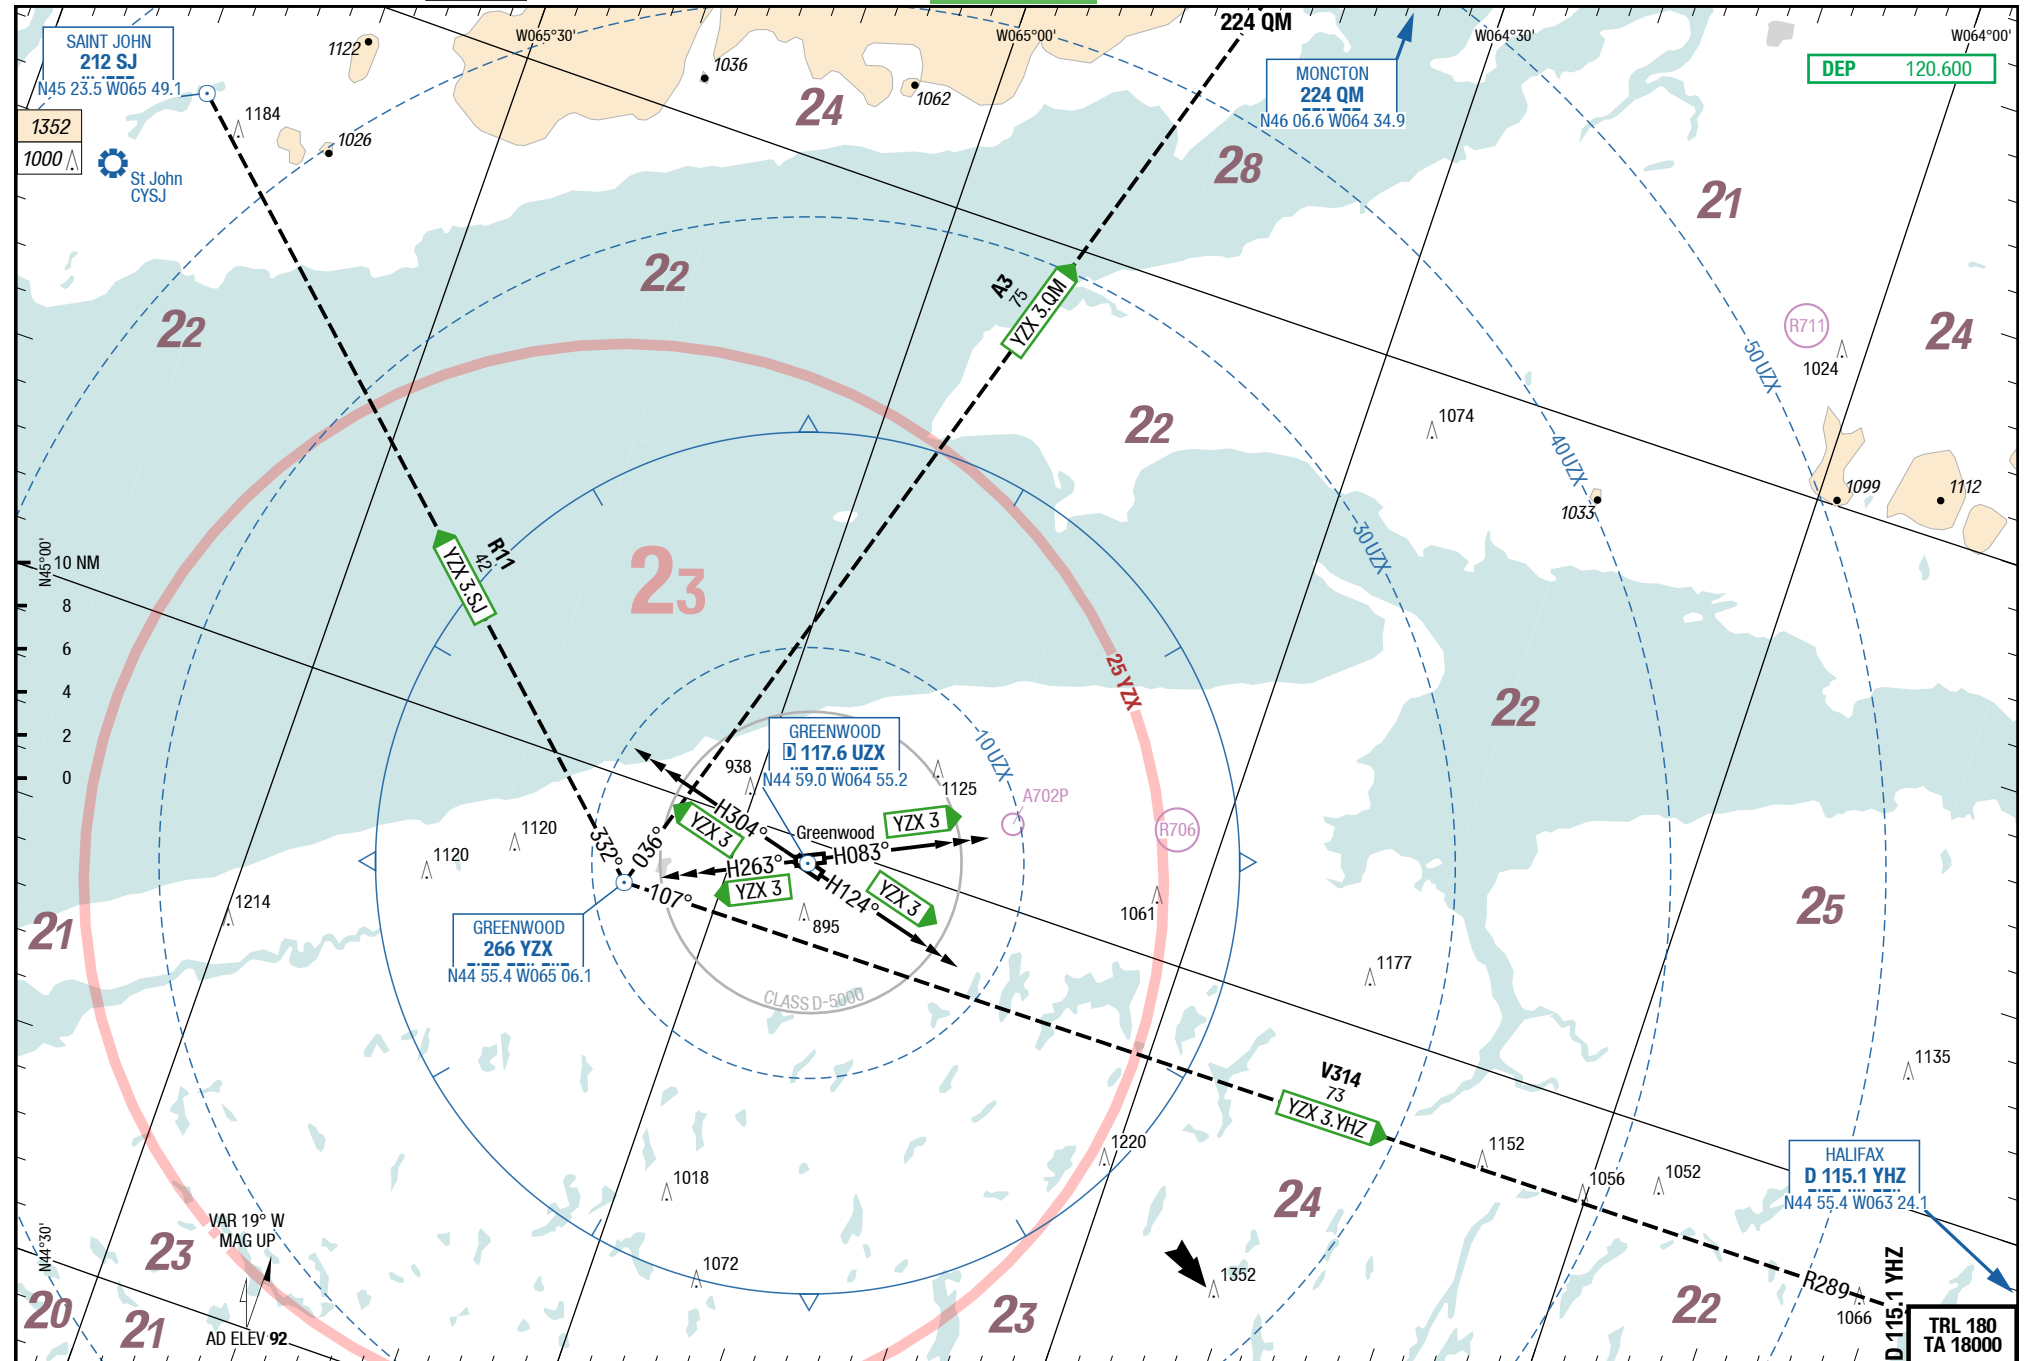 224 QM
W065°30'
W065°00'
W064°30'
W064°00'
SAINT JOHN
212 SJ
N45 23.5 W065 49.1
1122
1036
1062
24
MONCTON
224 QM
N46 06.6 W064 34.9
DEP 120.600
1352
1000
1184
1026
St John
CYSJ
28
21
22
22
A3
75
YZX 3.QM
R711
1024
24
50 UZX
22
1074
40 UZX
1033
1099
1112
30 UZX
N45°00'
10 NM
8
6
4
2
0
R11
42
YZX 3.SJ
23
25 YZX
22
GREENWOOD
D 117.6 UZX
N44 59.0 W064 55.2
10 UZX
938
1125
A702P
R706
H304°
YZX 3
Greenwood
YZX 3
H083°
H263°
YZX 3
H124°
YZX 3
332°
036°
107°
1120
1120
1214
895
1061
21
25
GREENWOOD
266 YZX
N44 55.4 W065 06.1
CLASS D-5000
1177
1135
V314
73
YZX 3.YHZ
1220
1152
1018
1056
1052
HALIFAX
D 115.1 YHZ
N44 55.4 W063 24.1
24
VAR 19° W
MAG UP
N44°30'
23
1072
1352
R289
1066
D 115.1 YHZ
20
21
AD ELEV 92
23
22
TRL 180
TA 18000